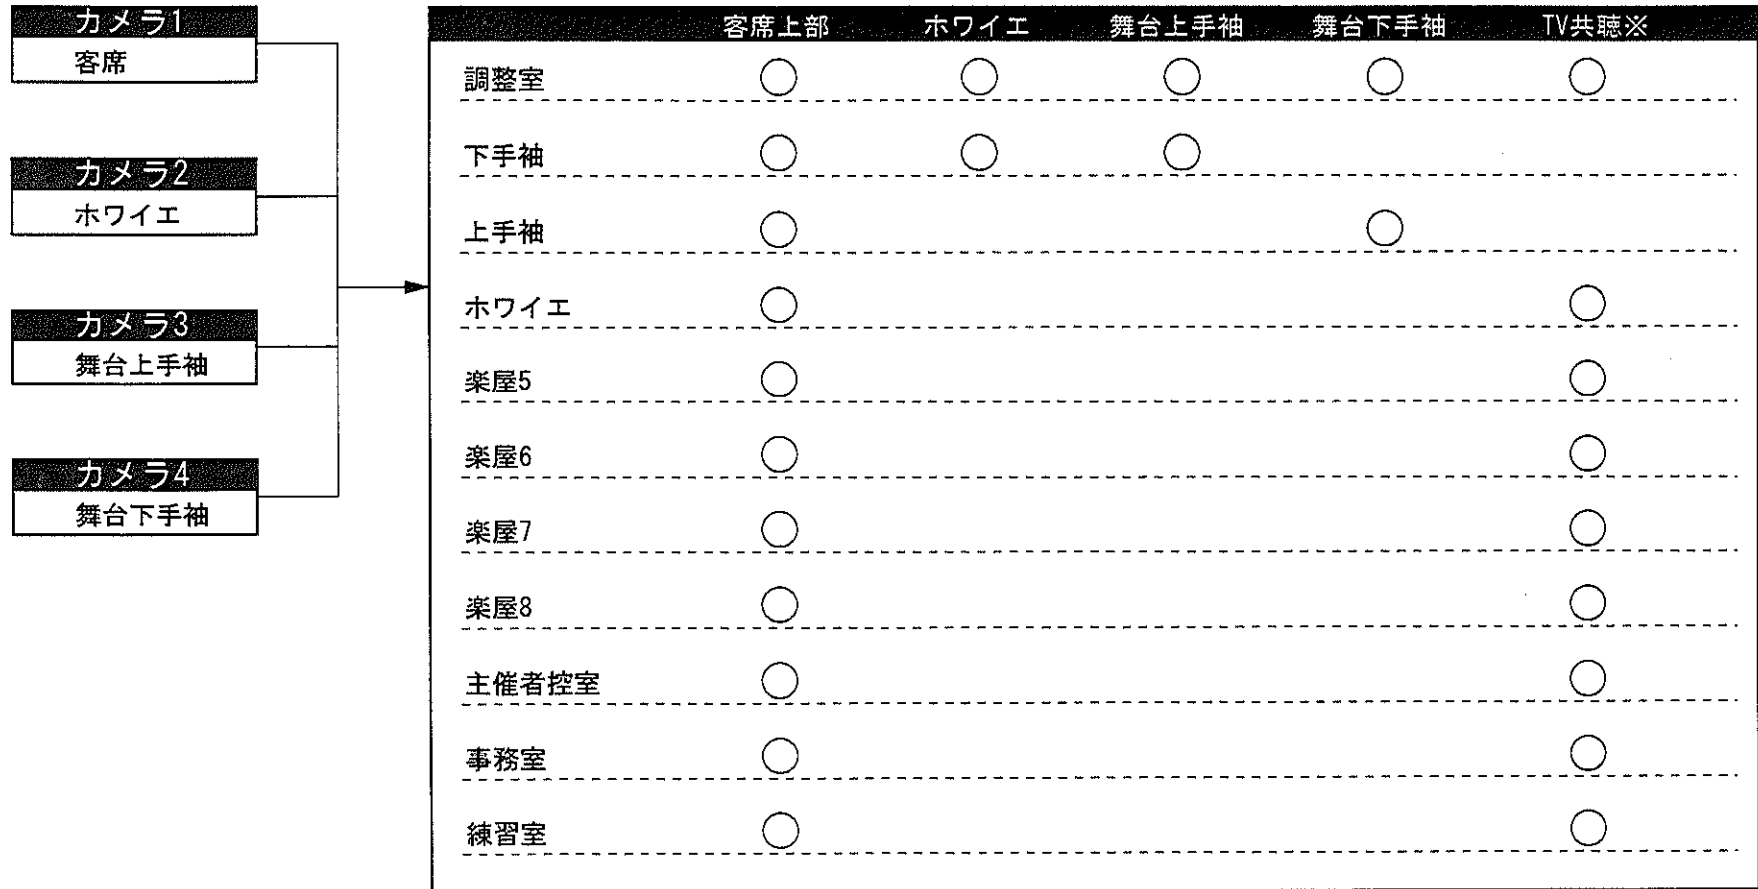 カメラ1
客席
カメラ2
ホワイエ
カメラ3
舞台上手袖
カメラ4
舞台下手袖
客席上部 ホワイエ 舞台上手袖 舞台下手袖 TV共聴※
調整室 ○ ○ ○ ○ ○
下手袖 ○ ○ ○
上手袖 ○ ○
ホワイエ ○ ○
楽屋5 ○ ○
楽屋6 ○ ○
楽屋7 ○ ○
楽屋8 ○ ○
主催者控室 ○ ○
事務室 ○ ○
練習室 ○ ○